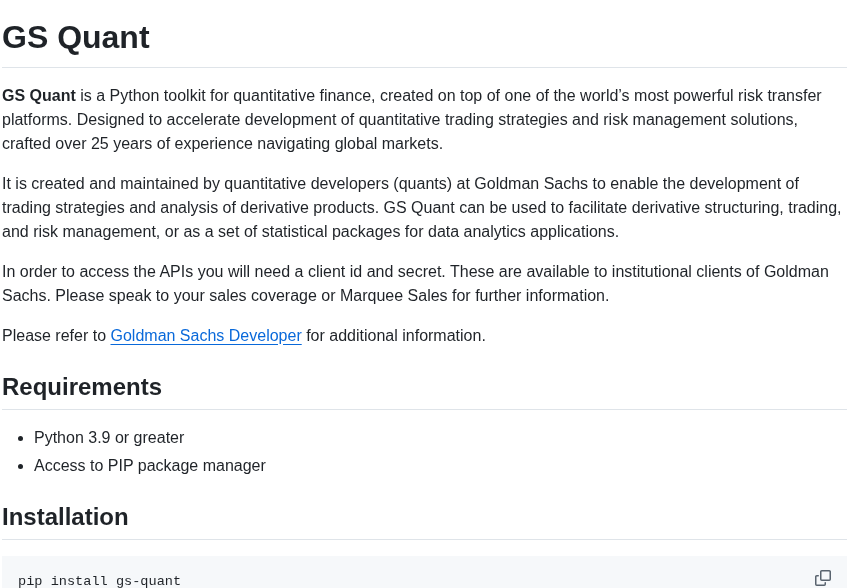 GS Quant
GS Quant is a Python toolkit for quantitative finance, created on top of one of the world’s most powerful risk transfer
platforms. Designed to accelerate development of quantitative trading strategies and risk management solutions,
crafted over 25 years of experience navigating global markets.
It is created and maintained by quantitative developers (quants) at Goldman Sachs to enable the development of
trading strategies and analysis of derivative products. GS Quant can be used to facilitate derivative structuring, trading,
and risk management, or as a set of statistical packages for data analytics applications.
In order to access the APIs you will need a client id and secret. These are available to institutional clients of Goldman
Sachs. Please speak to your sales coverage or Marquee Sales for further information.
Please refer to Goldman Sachs Developer for additional information.
Requirements
• Python 3.9 or greater
• Access to PIP package manager
Installation
pip install gs-quant